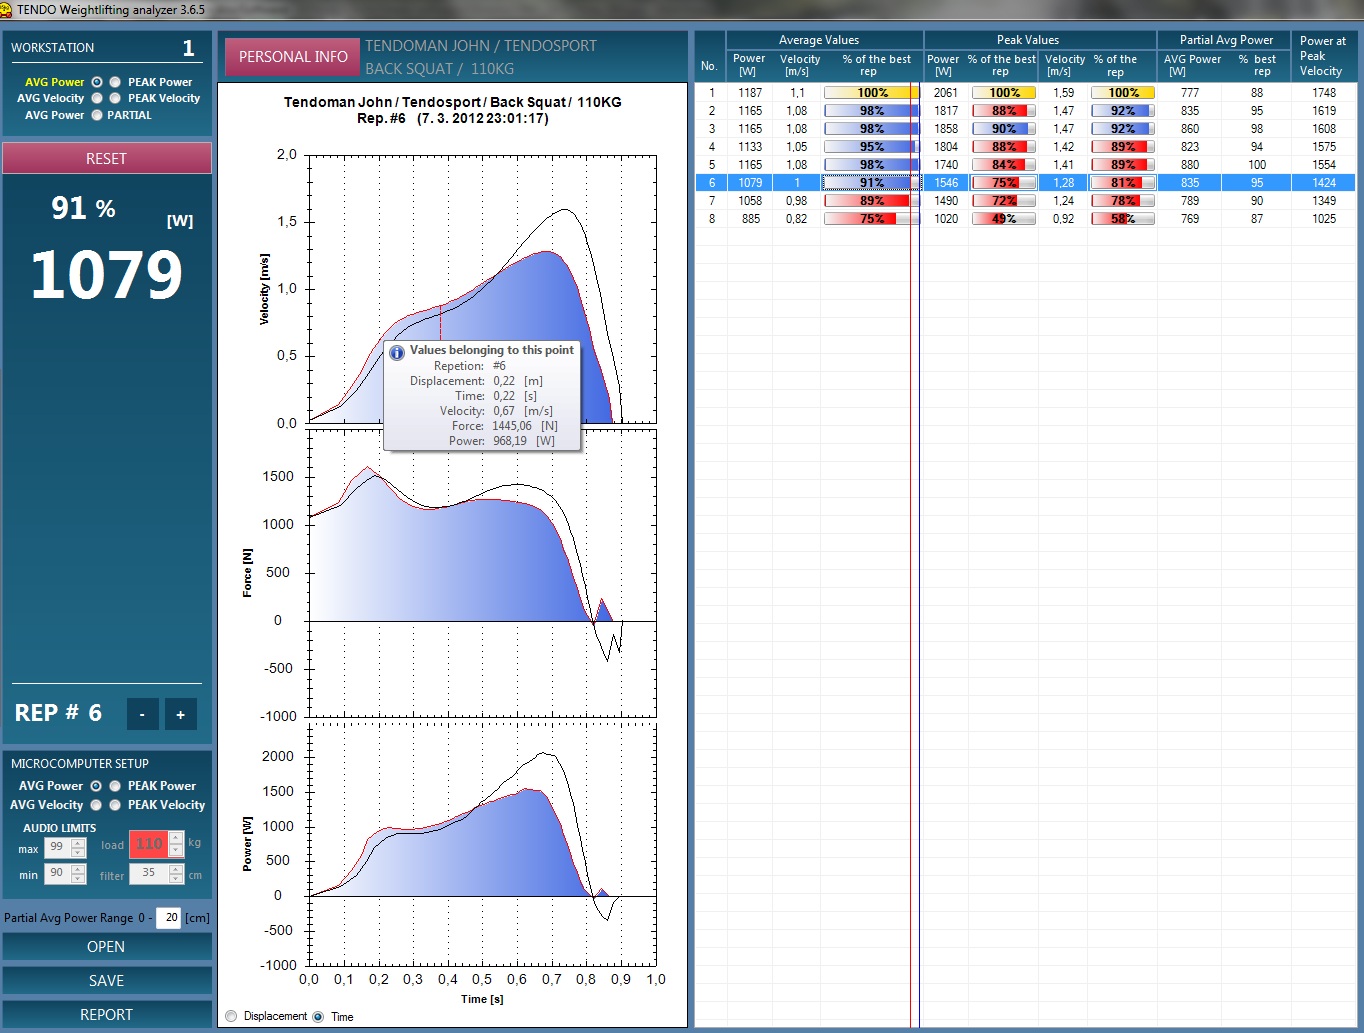 TENDO Weightlifting analyzer 3.6.5
WORKSTATION 1
AVG Power PEAK Power
AVG Velocity PEAK Velocity
AVG Power PARTIAL
RESET
91 %
[W]
1079
REP # 6 - +
MICROCOMPUTER SETUP
AVG Power PEAK Power
AVG Velocity PEAK Velocity
AUDIO LIMITS
max 99 load 110 kg
min 90 filter 35 cm
Partial Avg Power Range 0 - 20 [cm]
OPEN
SAVE
REPORT
PERSONAL INFO
TENDOMAN JOHN / TENDOSPORT
BACK SQUAT / 110KG
Tendoman John / Tendosport / Back Squat / 110KG
Rep. #6 (7. 3. 2012 23:01:17)
2,0
1,5
1,0
0,5
0,0
Velocity [m/s]
Values belonging to this point
Repetion: #6
Displacement: 0,22 [m]
Time: 0,22 [s]
Velocity: 0,67 [m/s]
Force: 1445,06 [N]
Power: 968,19 [W]
1500
1000
500
0
-500
-1000
Force [N]
2000
1500
1000
500
0
-500
-1000
Power [W]
0,0 0,1 0,2 0,3 0,4 0,5 0,6 0,7 0,8 0,9 1,0
Time [s]
Displacement Time
Average Values Peak Values Partial Avg Power Power at Peak Velocity
No. Power [W] Velocity [m/s] % of the best rep Power [W] % of the best rep Velocity [m/s] % of the rep AVG Power [W] % best rep
1 1187 1,1 100% 2061 100% 1,59 100% 777 88 1748
2 1165 1,08 98% 1817 88% 1,47 92% 835 95 1619
3 1165 1,08 98% 1858 90% 1,47 92% 860 98 1608
4 1133 1,05 95% 1804 88% 1,42 89% 823 94 1575
5 1165 1,08 98% 1740 84% 1,41 89% 880 100 1554
6 1079 1 91% 1546 75% 1,28 81% 835 95 1424
7 1058 0,98 89% 1490 72% 1,24 78% 789 90 1349
8 885 0,82 75% 1020 49% 0,92 58% 769 87 1025